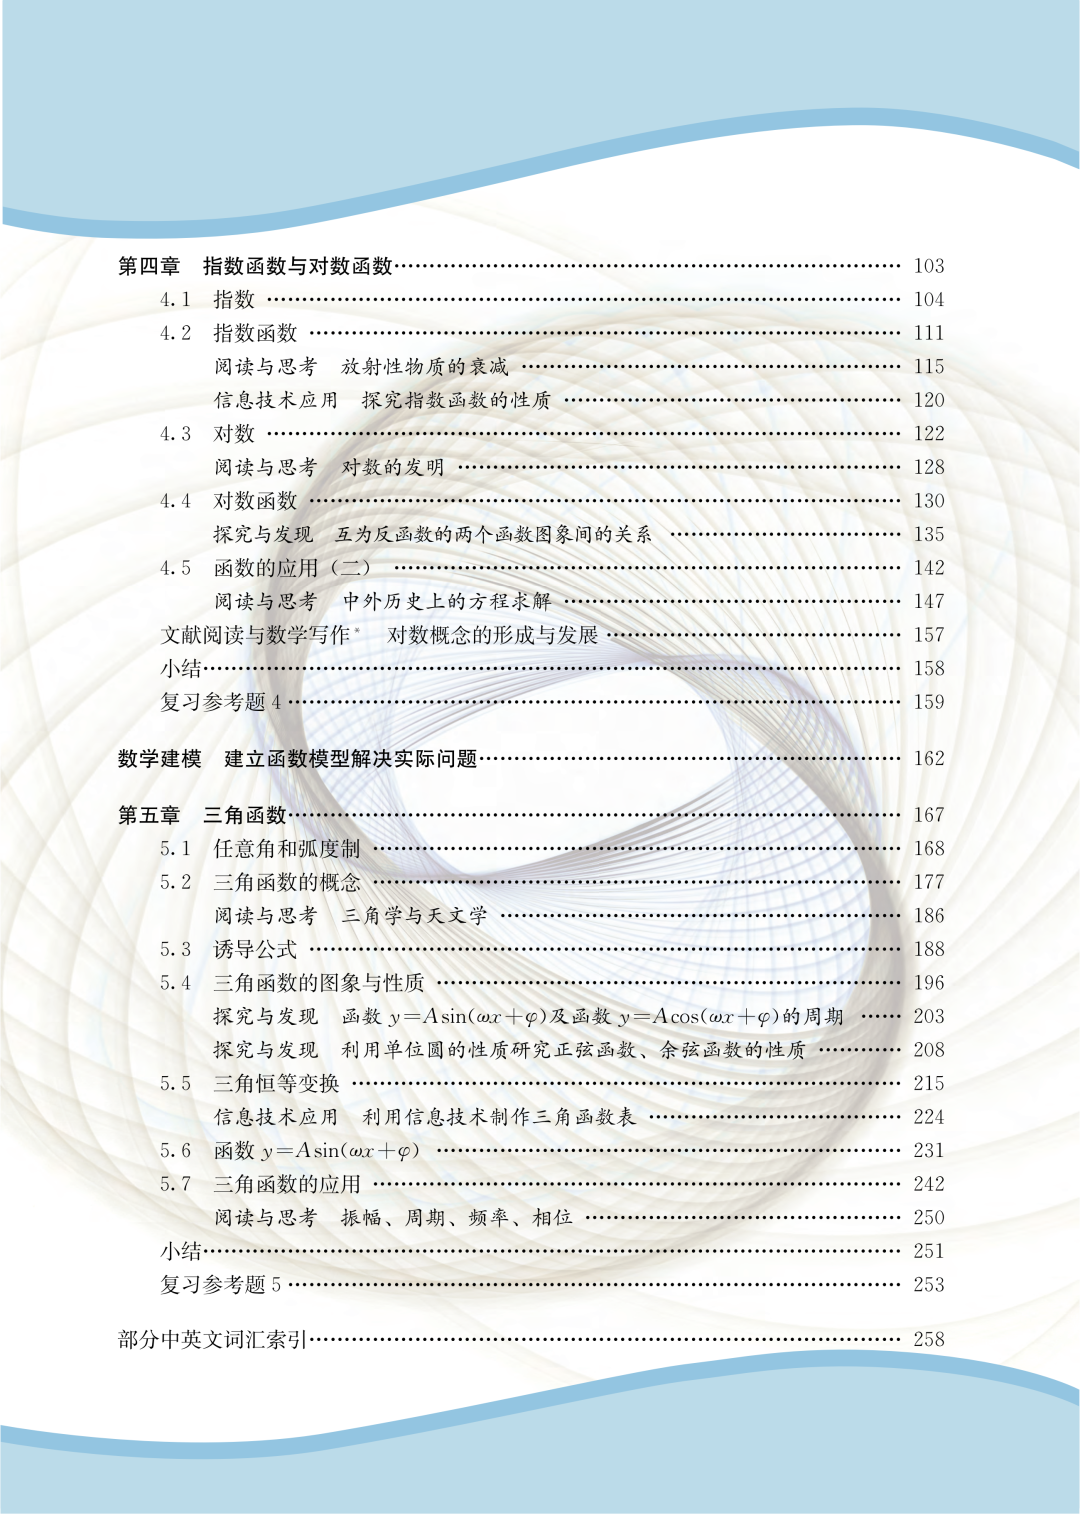 第四章　指数函数与对数函数…… 103
4.1　指数 …… 104
4.2　指数函数 …… 111
阅读与思考　放射性物质的衰减 …… 115
信息技术应用　探究指数函数的性质 …… 120
4.3　对数 …… 122
阅读与思考　对数的发明 …… 128
4.4　对数函数 …… 130
探究与发现　互为反函数的两个函数图象间的关系 …… 135
4.5　函数的应用（二） …… 142
阅读与思考　中外历史上的方程求解 …… 147
文献阅读与数学写作*　对数概念的形成与发展 …… 157
小结…… 158
复习参考题 4 …… 159
数学建模　建立函数模型解决实际问题…… 162
第五章　三角函数…… 167
5.1　任意角和弧度制 …… 168
5.2　三角函数的概念 …… 177
阅读与思考　三角学与天文学 …… 186
5.3　诱导公式 …… 188
5.4　三角函数的图象与性质 …… 196
探究与发现　函数 y=Asin(ωx+φ)及函数 y=Acos(ωx+φ)的周期 …… 203
探究与发现　利用单位圆的性质研究正弦函数、余弦函数的性质 …… 208
5.5　三角恒等变换 …… 215
信息技术应用　利用信息技术制作三角函数表 …… 224
5.6　函数 y=Asin(ωx+φ) …… 231
5.7　三角函数的应用 …… 242
阅读与思考　振幅、周期、频率、相位 …… 250
小结…… 251
复习参考题 5 …… 253
部分中英文词汇索引…… 258